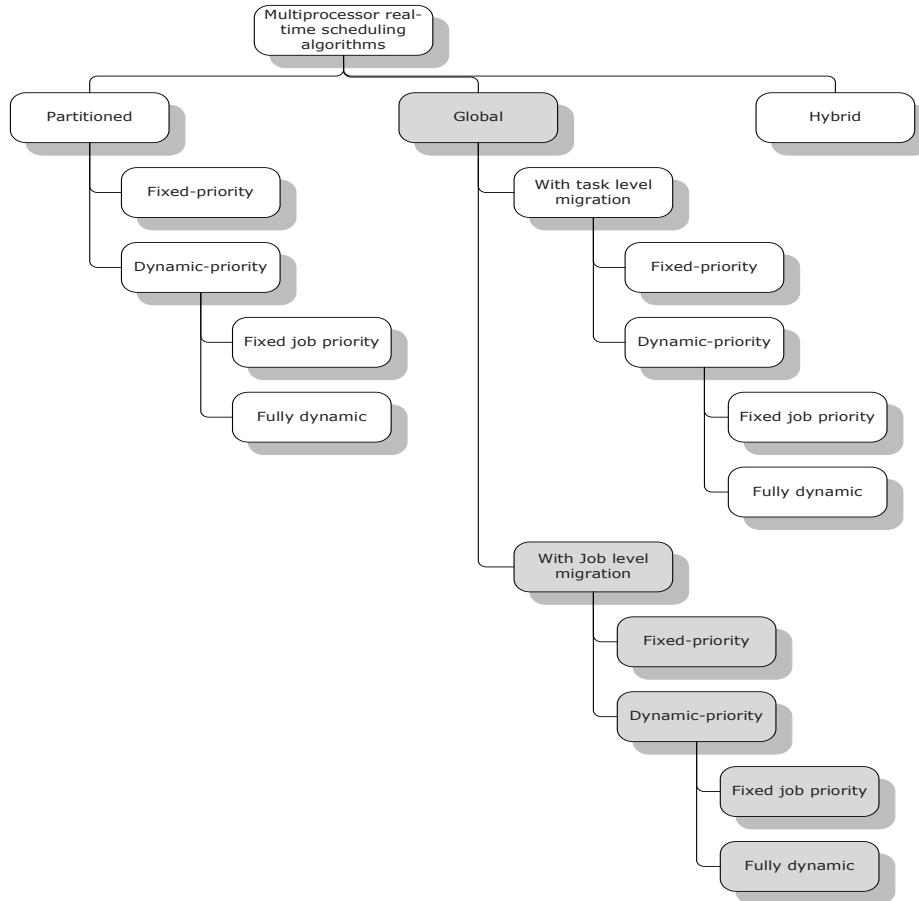 Multiprocessor real-
time scheduling
algorithms
Partitioned
Global
Hybrid
Fixed-priority
With task level
migration
Dynamic-priority
Fixed-priority
Fixed job priority
Dynamic-priority
Fully dynamic
Fixed job priority
Fully dynamic
With Job level
migration
Fixed-priority
Dynamic-priority
Fixed job priority
Fully dynamic